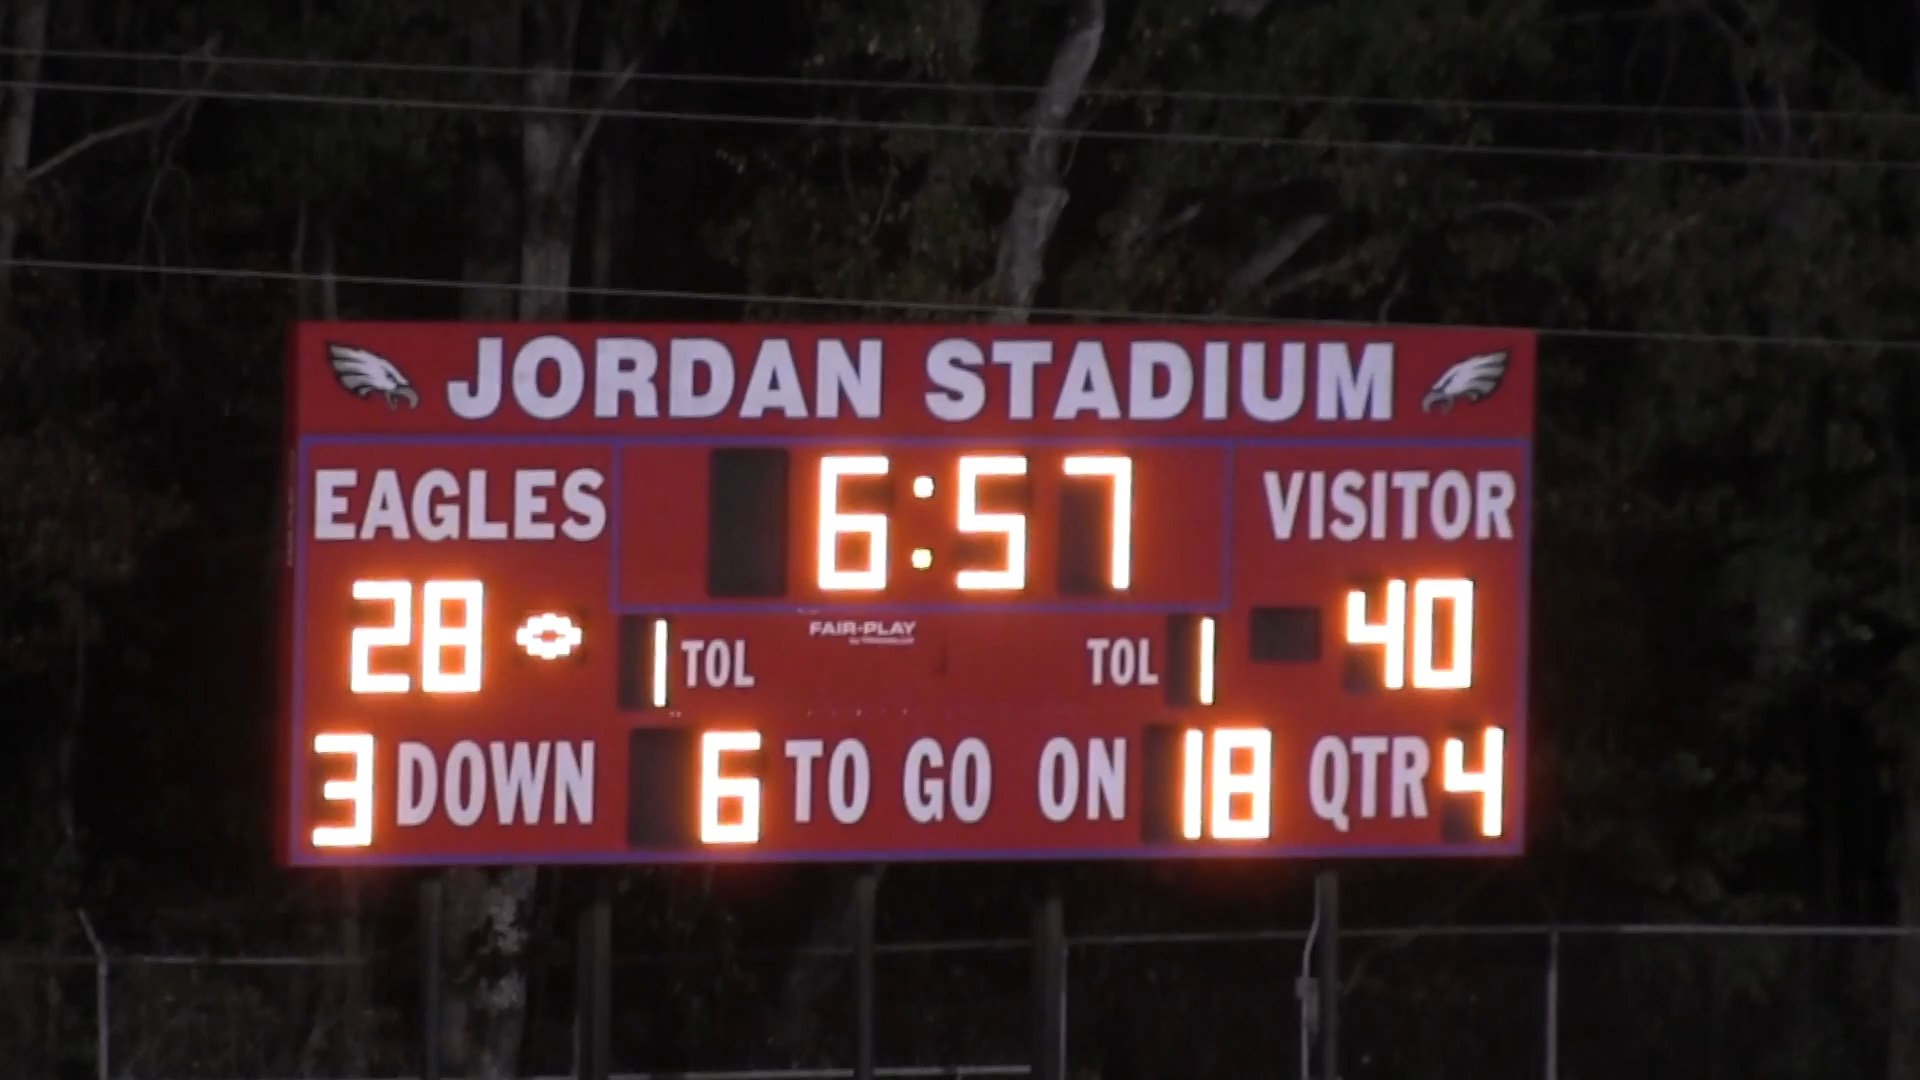 JORDAN STADIUM
EAGLES 6:57 VISITOR
28 1 TOL FAIR-PLAY TOL 1 40
3 DOWN 6 TO GO ON 18 QTR 4